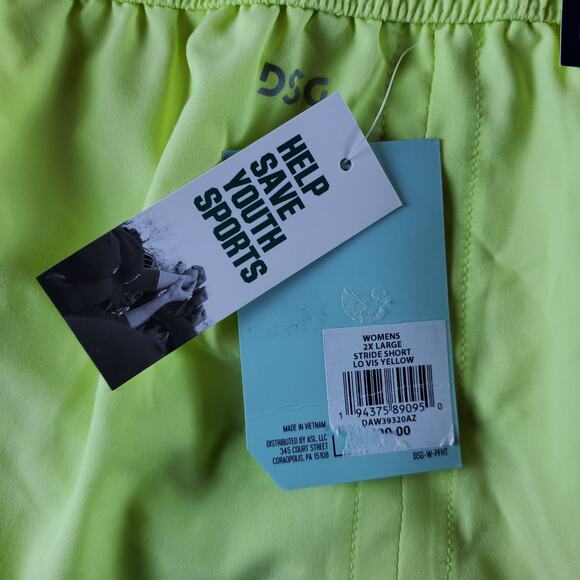 DSG
HELP
SAVE
YOUTH
SPORTS
WOMENS
2X LARGE
STRIDE SHORT
LO VIS YELLOW
1 94375 89095 0
DAW39320AZ
MADE IN VIETNAM
DISTRIBUTED BY ASL, LLC
345 COURT STREET
CORAOPOLIS, PA 15108
DSG-W-PFHT